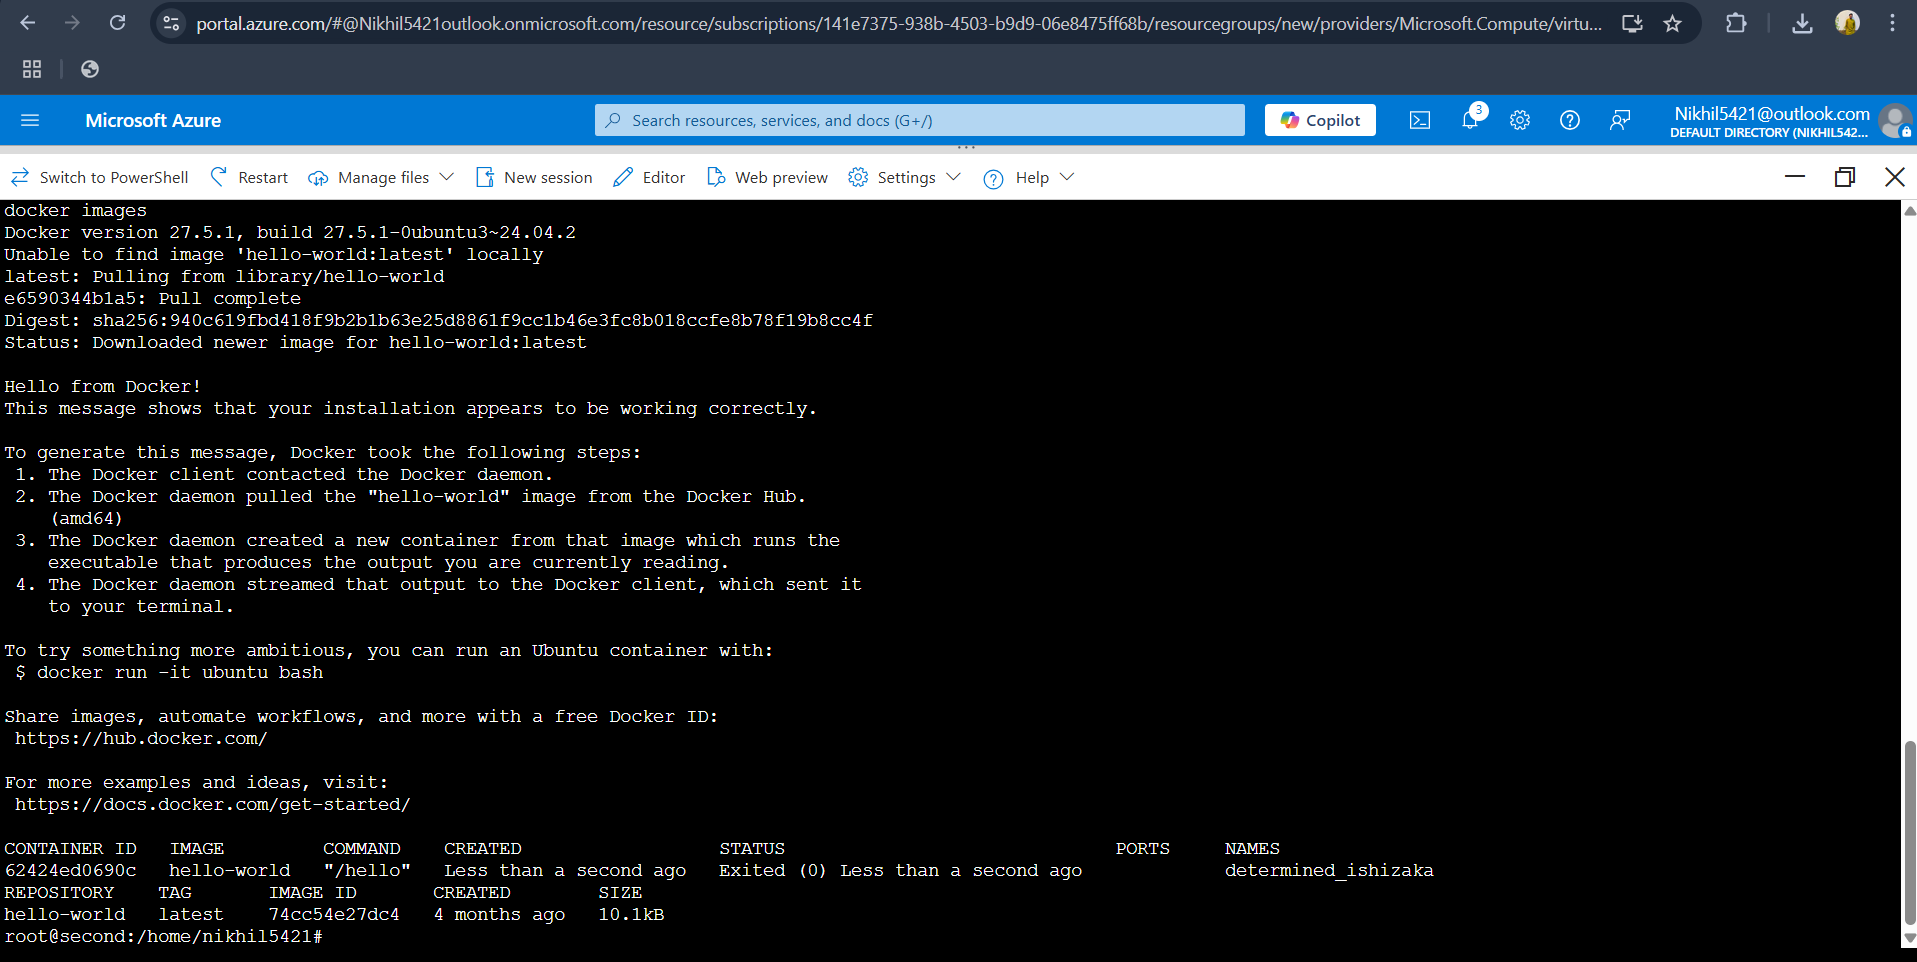 portal.azure.com/#@Nikhil5421outlook.onmicrosoft.com/resource/subscriptions/141e7375-938b-4503-b9d9-06e8475ff68b/resourcegroups/new/providers/Microsoft.Compute/virtu...
Microsoft Azure
Search resources, services, and docs (G+/)
Copilot
3
Nikhil5421@outlook.com
DEFAULT DIRECTORY (NIKHIL542...
Switch to PowerShell
Restart
Manage files
New session
Editor
Web preview
Settings
Help
docker images
Docker version 27.5.1, build 27.5.1-0ubuntu3~24.04.2
Unable to find image 'hello-world:latest' locally
latest: Pulling from library/hello-world
e6590344b1a5: Pull complete
Digest: sha256:940c619fbd418f9b2b1b63e25d8861f9cc1b46e3fc8b018ccfe8b78f19b8cc4f
Status: Downloaded newer image for hello-world:latest
Hello from Docker!
This message shows that your installation appears to be working correctly.
To generate this message, Docker took the following steps:
1. The Docker client contacted the Docker daemon.
2. The Docker daemon pulled the "hello-world" image from the Docker Hub.
(amd64)
3. The Docker daemon created a new container from that image which runs the
executable that produces the output you are currently reading.
4. The Docker daemon streamed that output to the Docker client, which sent it
to your terminal.
To try something more ambitious, you can run an Ubuntu container with:
$ docker run -it ubuntu bash
Share images, automate workflows, and more with a free Docker ID:
https://hub.docker.com/
For more examples and ideas, visit:
https://docs.docker.com/get-started/
CONTAINER ID IMAGE COMMAND CREATED STATUS PORTS NAMES
62424ed0690c hello-world "/hello" Less than a second ago Exited (0) Less than a second ago determined_ishizaka
REPOSITORY TAG IMAGE ID CREATED SIZE
hello-world latest 74cc54e27dc4 4 months ago 10.1kB
root@second:/home/nikhil5421#